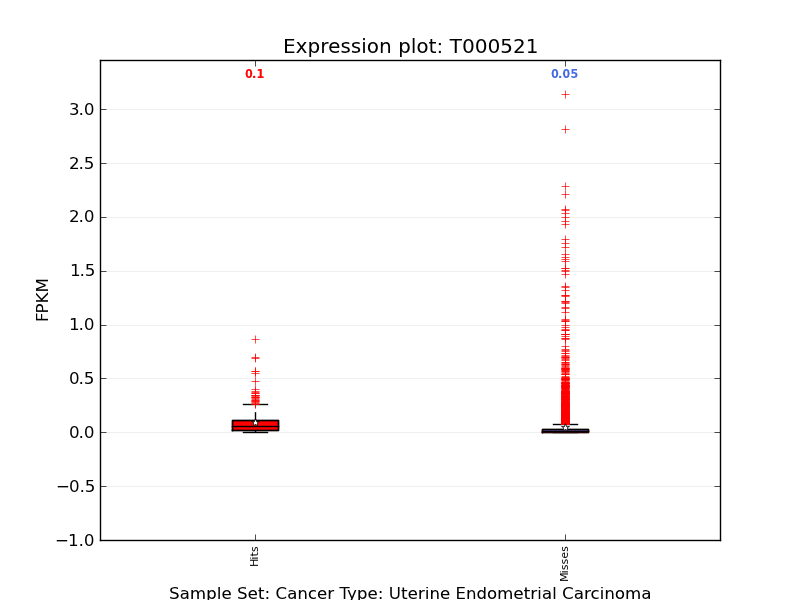 Expression plot: T000521
0.1
0.05
3.0
2.5
2.0
1.5
1.0
0.5
0.0
−0.5
−1.0
FPKM
Hits
Misses
Sample Set: Cancer Type: Uterine Endometrial Carcinoma